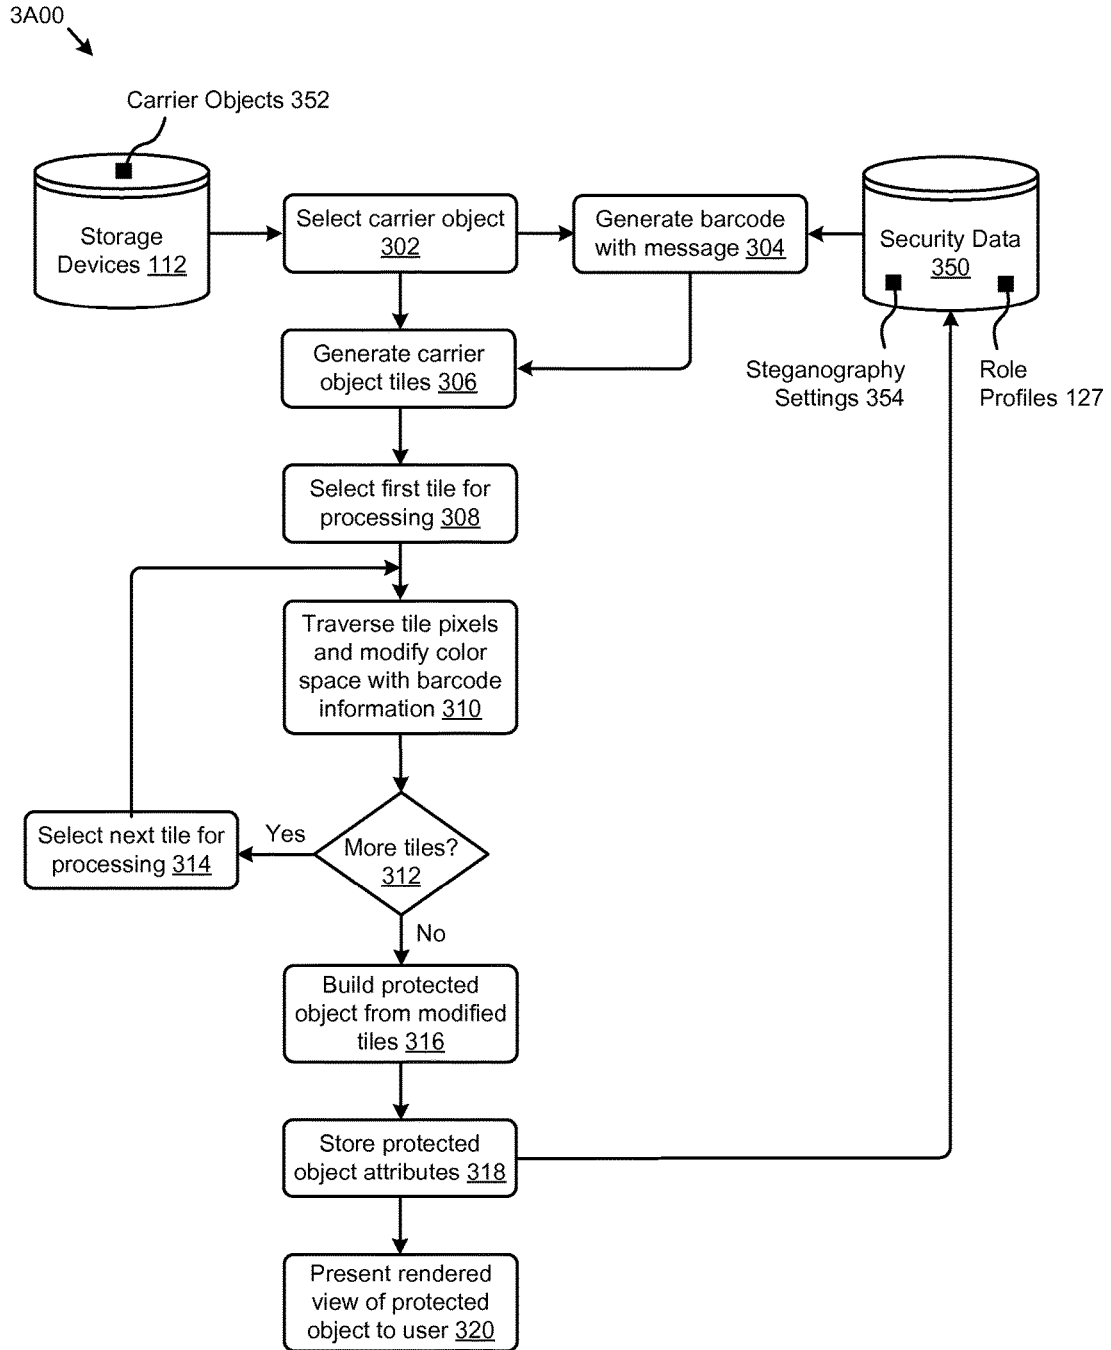 3A00
Carrier Objects 352
Storage
Devices 112
Select carrier object
302
Generate barcode
with message 304
Security Data
350
Steganography
Settings 354
Role
Profiles 127
Generate carrier
object tiles 306
Select first tile for
processing 308
Traverse tile pixels
and modify color
space with barcode
information 310
Select next tile for
processing 314
Yes
More tiles?
312
No
Build protected
object from modified
tiles 316
Store protected
object attributes 318
Present rendered
view of protected
object to user 320